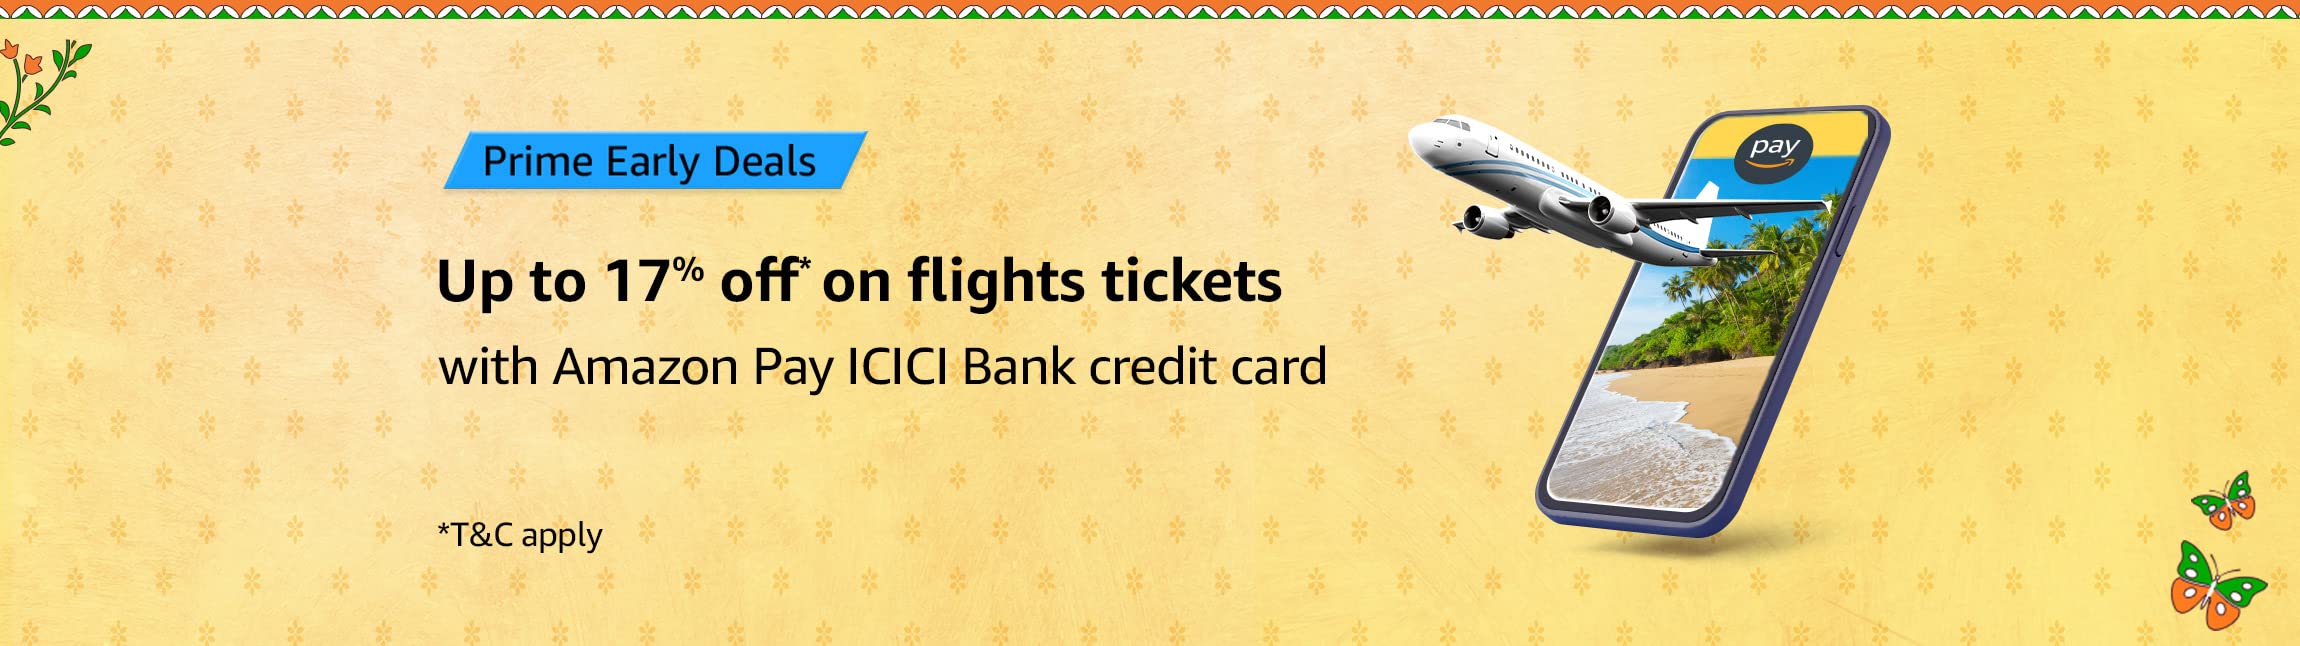 Prime Early Deals
Up to 17% off* on flights tickets
with Amazon Pay ICICI Bank credit card
*T&C apply
pay